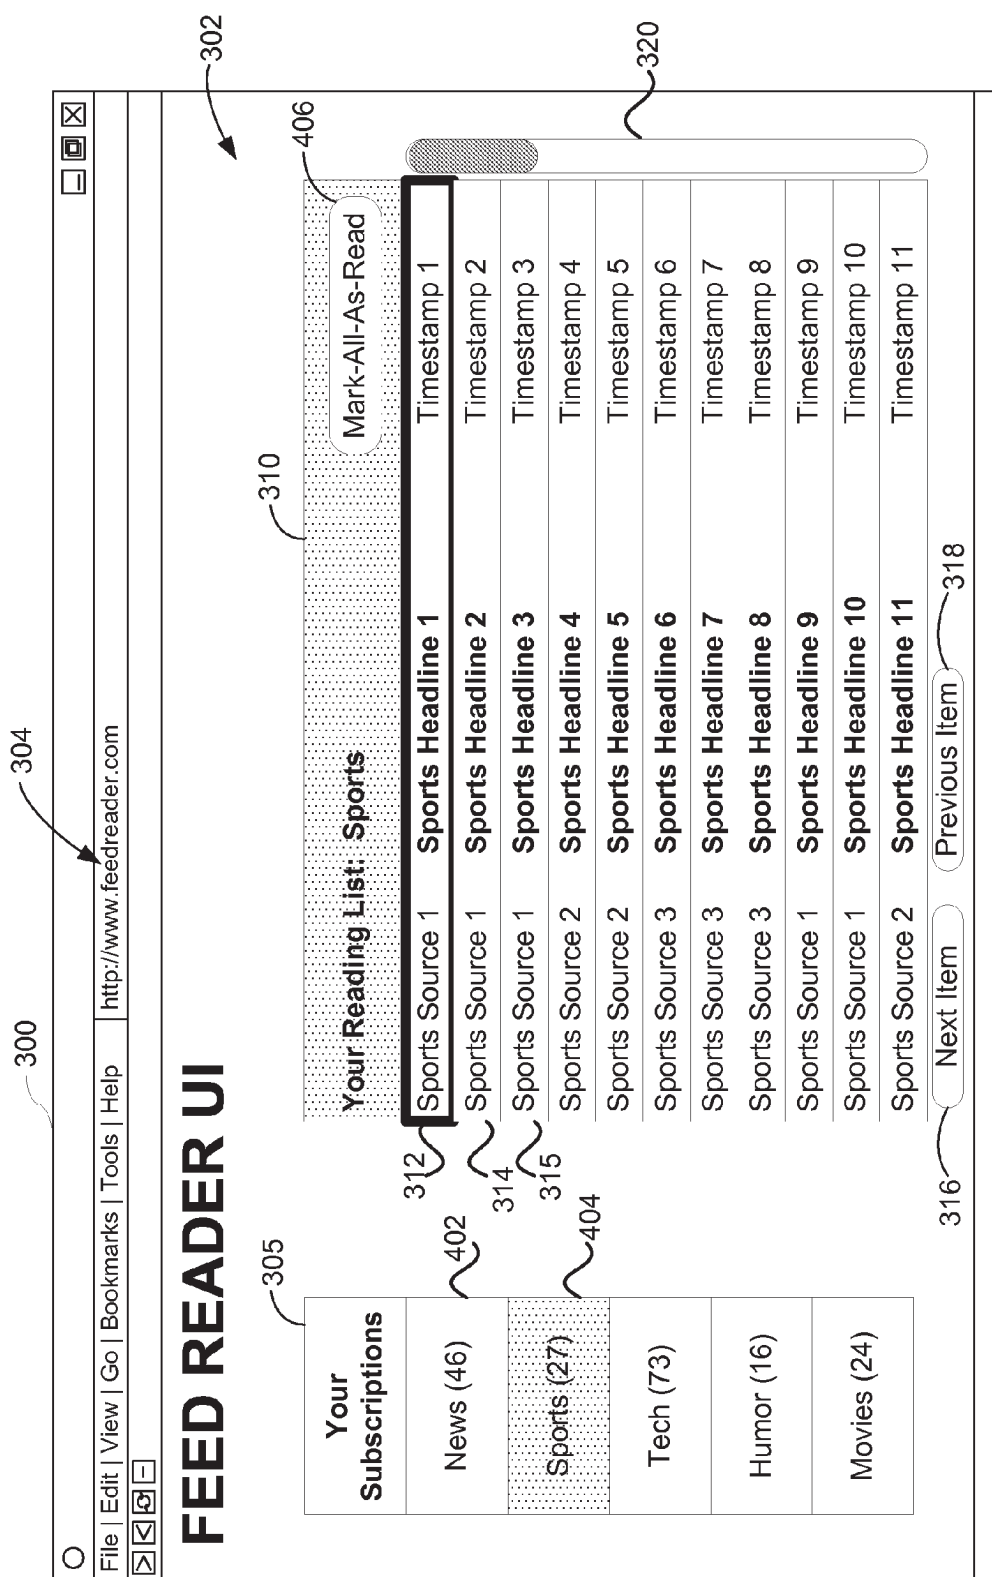 300
304
302
File | Edit | View | Go | Bookmarks | Tools | Help
http://www.feedreader.com
FEED READER UI
305
310
406
320
Your Subscriptions
News (46)
402
Sports (27)
404
Tech (73)
Humor (16)
Movies (24)
Your Reading List: Sports
Mark-All-As-Read
312
Sports Source 1 Sports Headline 1 Timestamp 1
314
Sports Source 1 Sports Headline 2 Timestamp 2
315
Sports Source 1 Sports Headline 3 Timestamp 3
Sports Source 2 Sports Headline 4 Timestamp 4
Sports Source 2 Sports Headline 5 Timestamp 5
Sports Source 3 Sports Headline 6 Timestamp 6
Sports Source 3 Sports Headline 7 Timestamp 7
Sports Source 3 Sports Headline 8 Timestamp 8
Sports Source 1 Sports Headline 9 Timestamp 9
Sports Source 1 Sports Headline 10 Timestamp 10
Sports Source 2 Sports Headline 11 Timestamp 11
316
Next Item
Previous Item
318